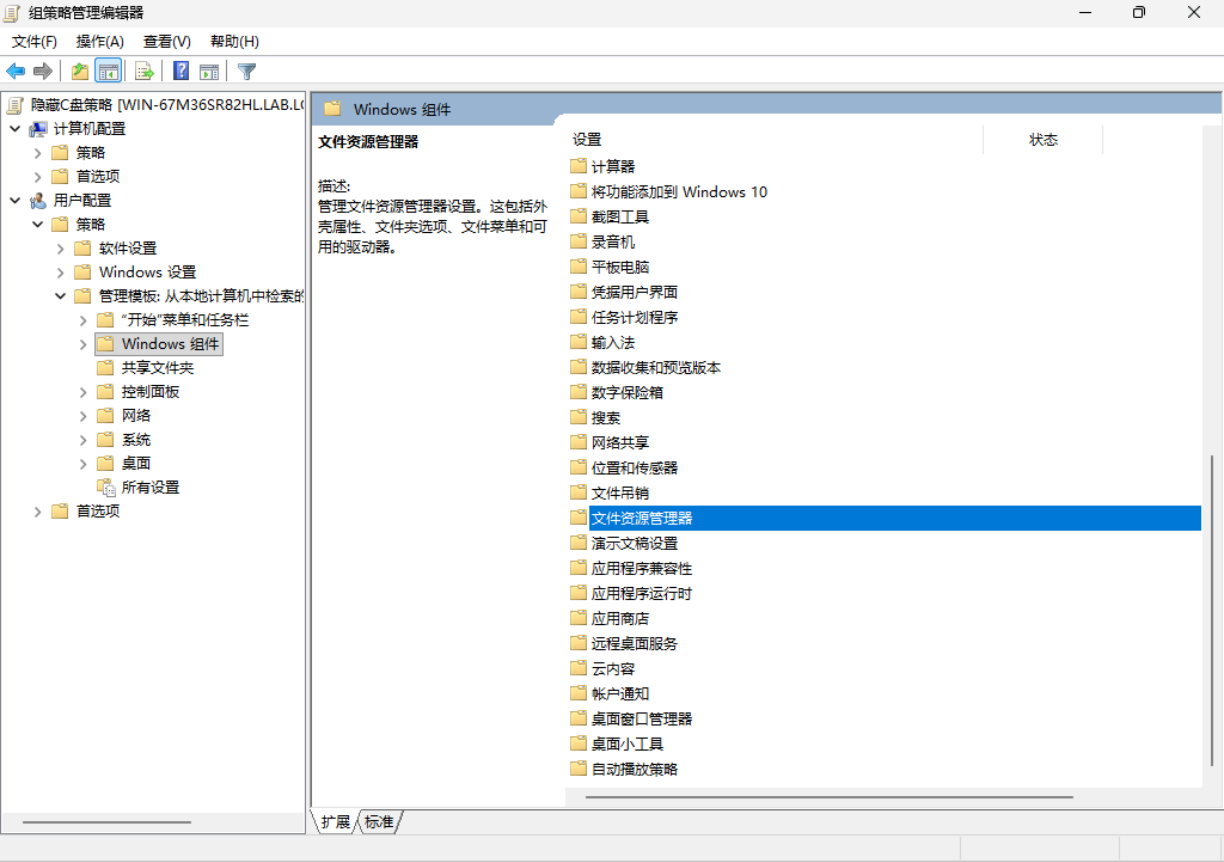 组策略管理编辑器
文件(F) 操作(A) 查看(V) 帮助(H)
隐藏C盘策略 [WIN-67M36SR82HL.LAB.LO
计算机配置
策略
首选项
用户配置
策略
软件设置
Windows 设置
管理模板: 从本地计算机中检索的
“开始”菜单和任务栏
Windows 组件
共享文件夹
控制面板
网络
系统
桌面
所有设置
首选项
Windows 组件
文件资源管理器
描述:
管理文件资源管理器设置。这包括外
壳属性、文件夹选项、文件菜单和可
用的驱动器。
设置 状态
计算器
将功能添加到 Windows 10
截图工具
录音机
平板电脑
凭据用户界面
任务计划程序
输入法
数据收集和预览版本
数字保险箱
搜索
网络共享
位置和传感器
文件吊销
文件资源管理器
演示文稿设置
应用程序兼容性
应用程序运行时
应用商店
远程桌面服务
云内容
帐户通知
桌面窗口管理器
桌面小工具
自动播放策略
扩展 标准